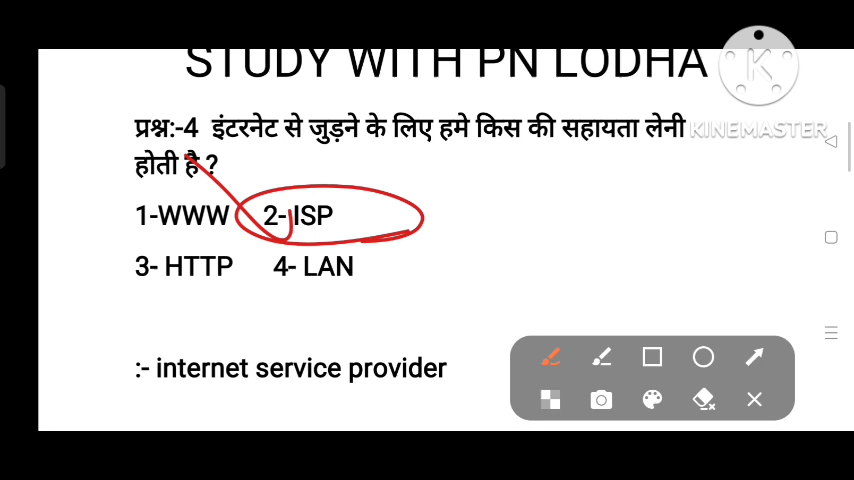 STUDY WITH PN LODHA
K
KINEMASTER
प्रश्न:-4 इंटरनेट से जुड़ने के लिए हमे किस की सहायता लेनी
होती है ?
1-WWW 2- ISP
3- HTTP 4- LAN
:- internet service provider